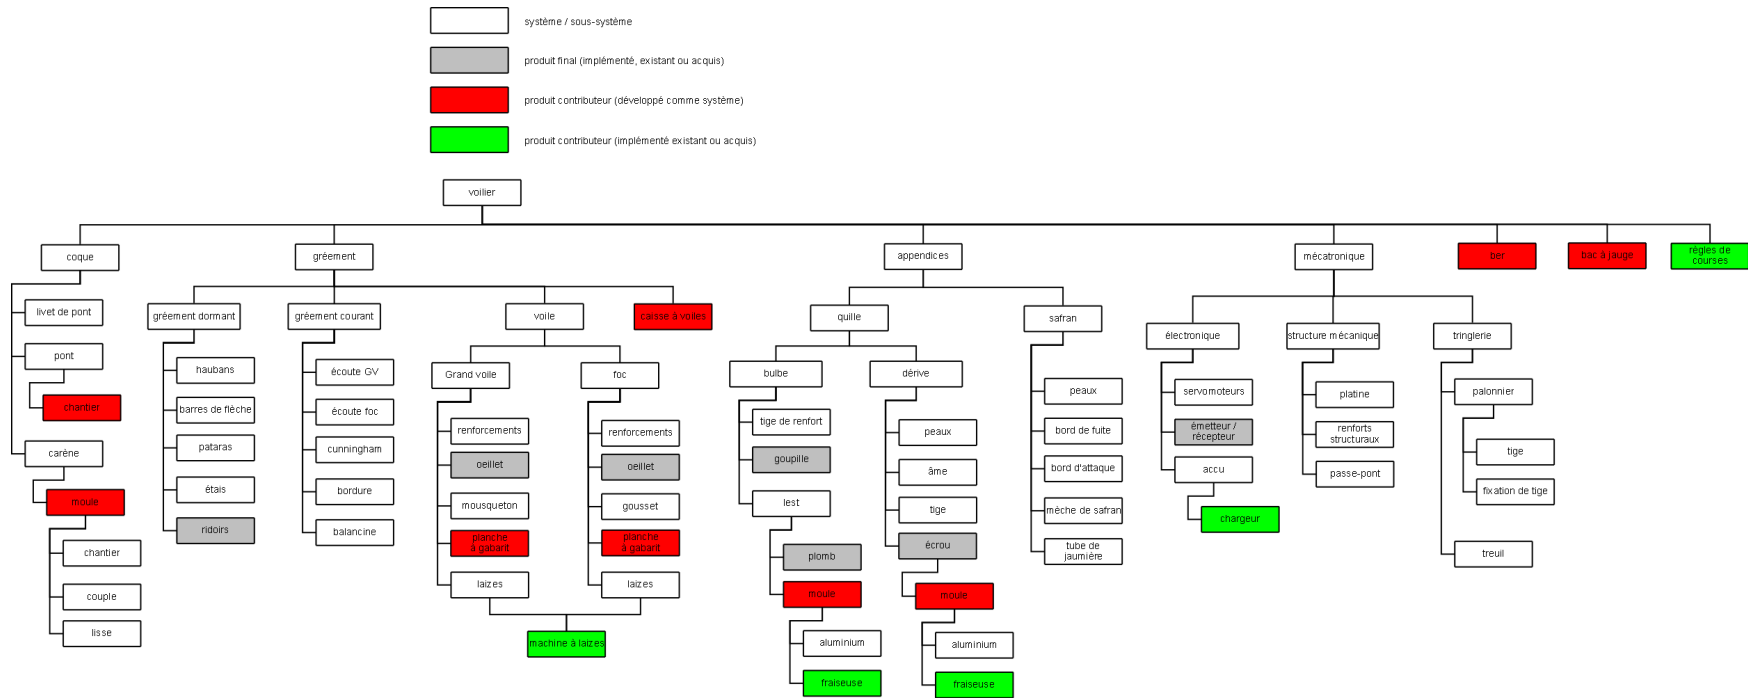 système / sous-système
produit final (implémenté, existant ou acquis)
produit contributeur (développé comme système)
produit contributeur (implémenté existant ou acquis)
voilier
coque
gréement
appendices
mécatronique
ber
bac à jauge
règles de
courses
livet de pont
pont
chantier
carène
moule
chantier
couple
lisse
gréement dormant
gréement courant
voile
caisse à voiles
haubans
barres de flèche
pataras
étais
ridoirs
écoute GV
écoute foc
cunningham
bordure
balancine
Grand voile
foc
renforcements
oeillet
mousqueton
planche
à gabarit
laizes
renforcements
oeillet
gousset
planche
à gabarit
laizes
machine à laizes
quille
safran
bulbe
dérive
tige de renfort
goupille
lest
plomb
moule
aluminium
fraiseuse
peaux
âme
tige
écrou
moule
aluminium
fraiseuse
peaux
bord de fuite
bord d'attaque
mèche de safran
tube de
jaumière
électronique
structure mécanique
tringlerie
servomoteurs
émetteur /
récepteur
accu
chargeur
platine
renforts
structuraux
passe-pont
palonnier
tige
fixation de tige
treuil